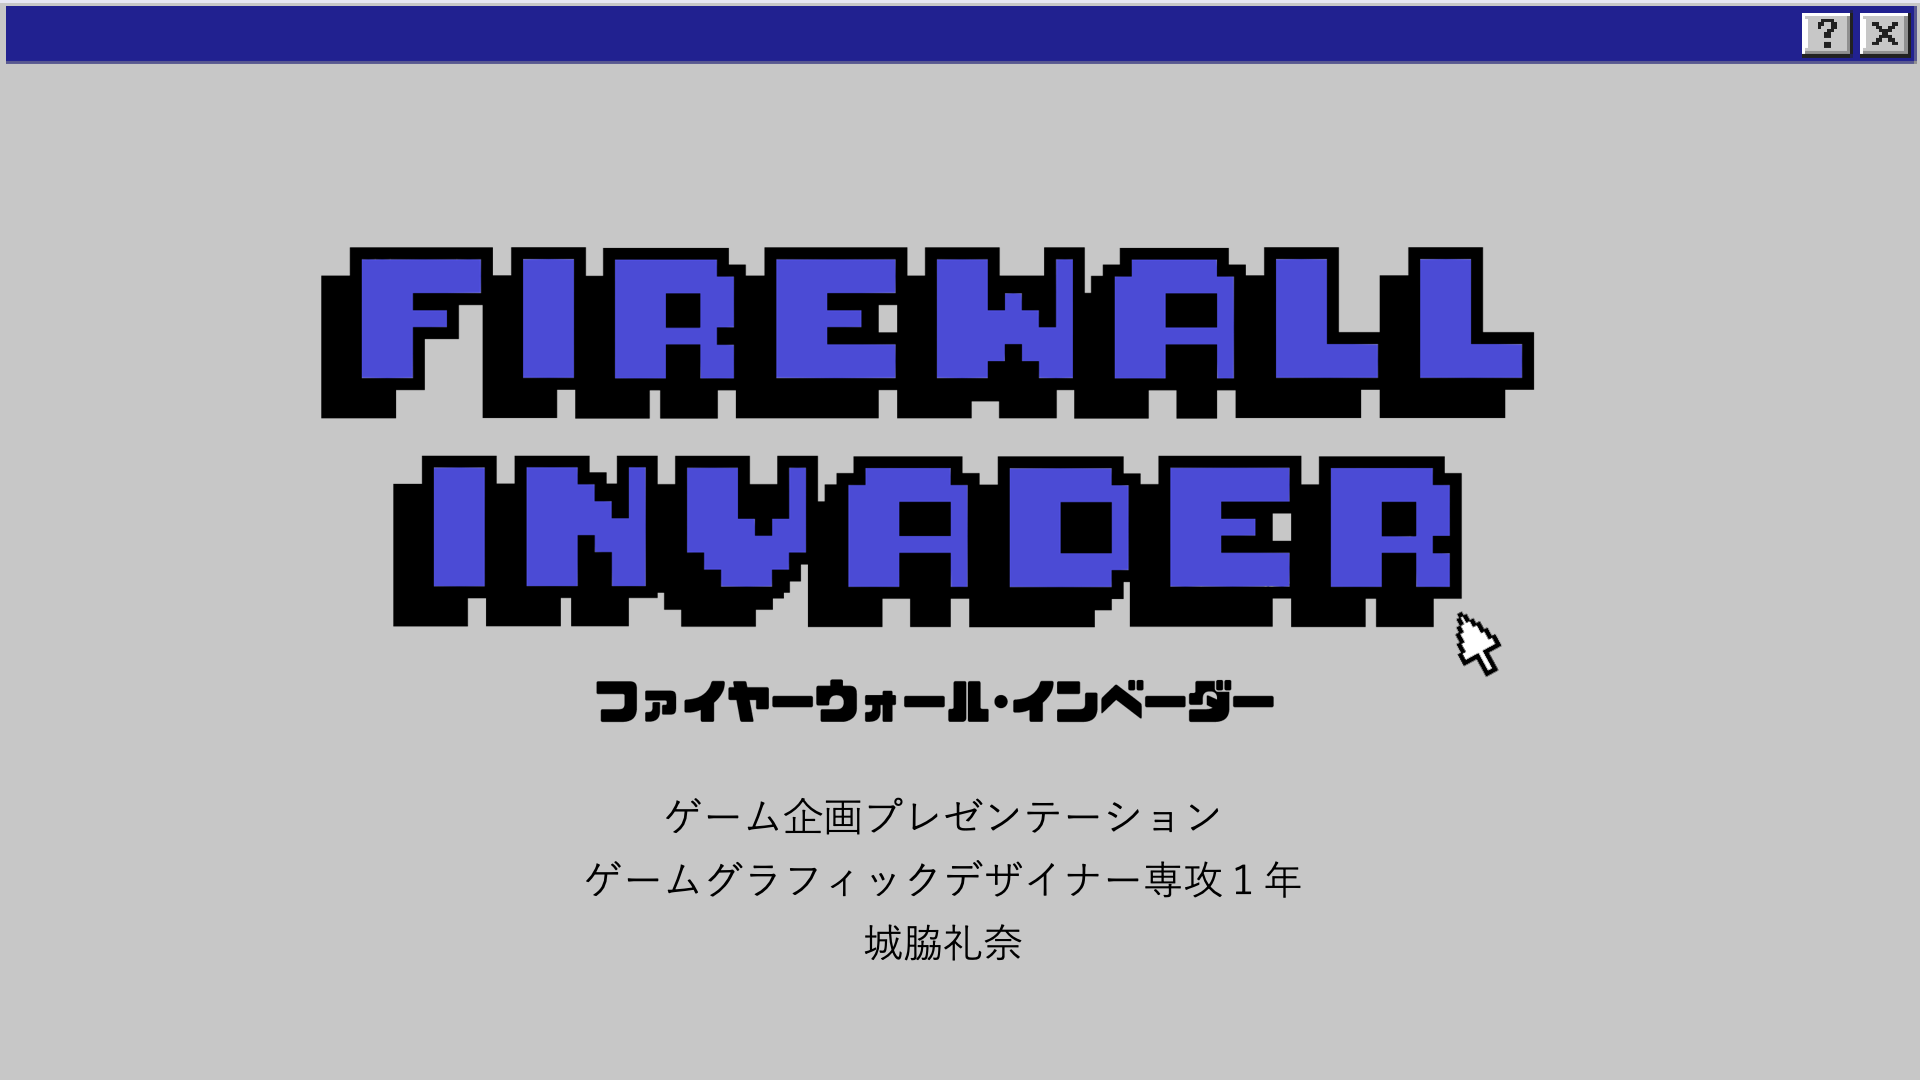 ?
FIREWALL
INVADER
ファイヤーウォール・インベーダー
ゲーム企画プレゼンテーション
ゲームグラフィックデザイナー専攻１年
城脇礼奈